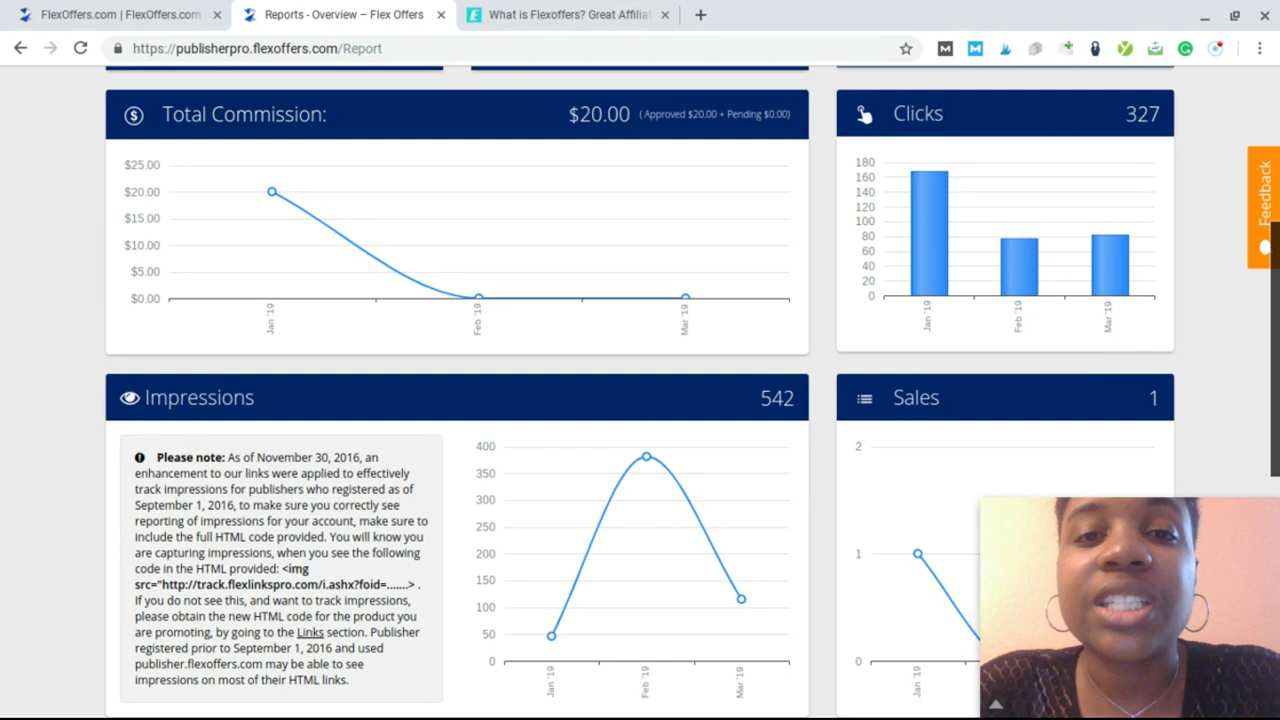 FlexOffers.com | FlexOffers.com
Reports - Overview – Flex Offers
What is Flexoffers? Great Affiliat
https://publisherpro.flexoffers.com/Report
Total Commission:
$20.00
( Approved $20.00 + Pending $0.00)
$25.00
$20.00
$15.00
$10.00
$5.00
$0.00
Jan '19
Feb '19
Mar '19
Clicks
327
180
160
140
120
100
80
60
40
20
0
Jan '19
Feb '19
Mar '19
Feedback
Impressions
542
Please note: As of November 30, 2016, an
enhancement to our links were applied to effectively
track impressions for publishers who registered as of
September 1, 2016, to make sure you correctly see
reporting of impressions for your account, make sure to
include the full HTML code provided. You will know you
are capturing impressions, when you see the following
code in the HTML provided: <img
src="http://track.flexlinkspro.com/i.ashx?foid=......> .
If you do not see this, and want to track impressions,
please obtain the new HTML code for the product you
are promoting, by going to the Links section. Publisher
registered prior to September 1, 2016 and used
publisher.flexoffers.com may be able to see
impressions on most of their HTML links.
400
350
300
250
200
150
100
50
0
Jan '19
Feb '19
Mar '19
Sales
1
2
1
0
Jan '19